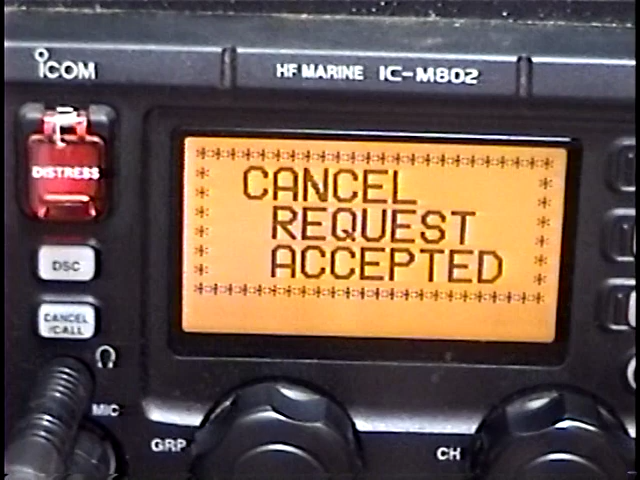 ICOM
HF MARINE IC-M802
DISTRESS
CANCEL
REQUEST
ACCEPTED
DSC
CANCEL
/CALL
MIC
GRP
CH